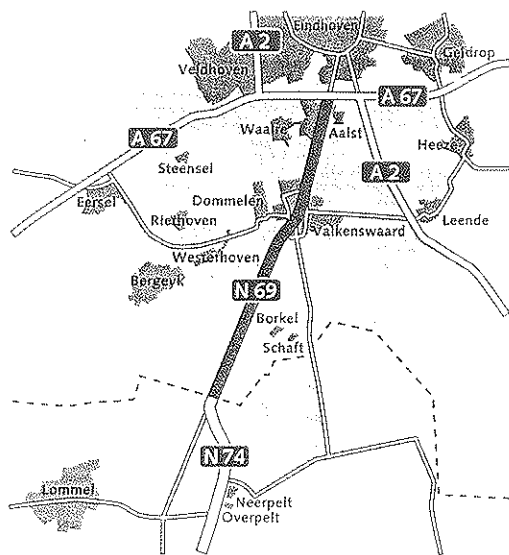 Eindhoven
A 2
Geldrop
Veldhoven
A 67
Waalre
Aalst
A 67
Heeze
Steensel
A 2
Eersel
Dommelen
Riethoven
Leende
Valkenswaard
Westerhoven
Bergeyk
N 69
Borkel
Schaft
N 74
Lommel
Neerpelt
Overpelt